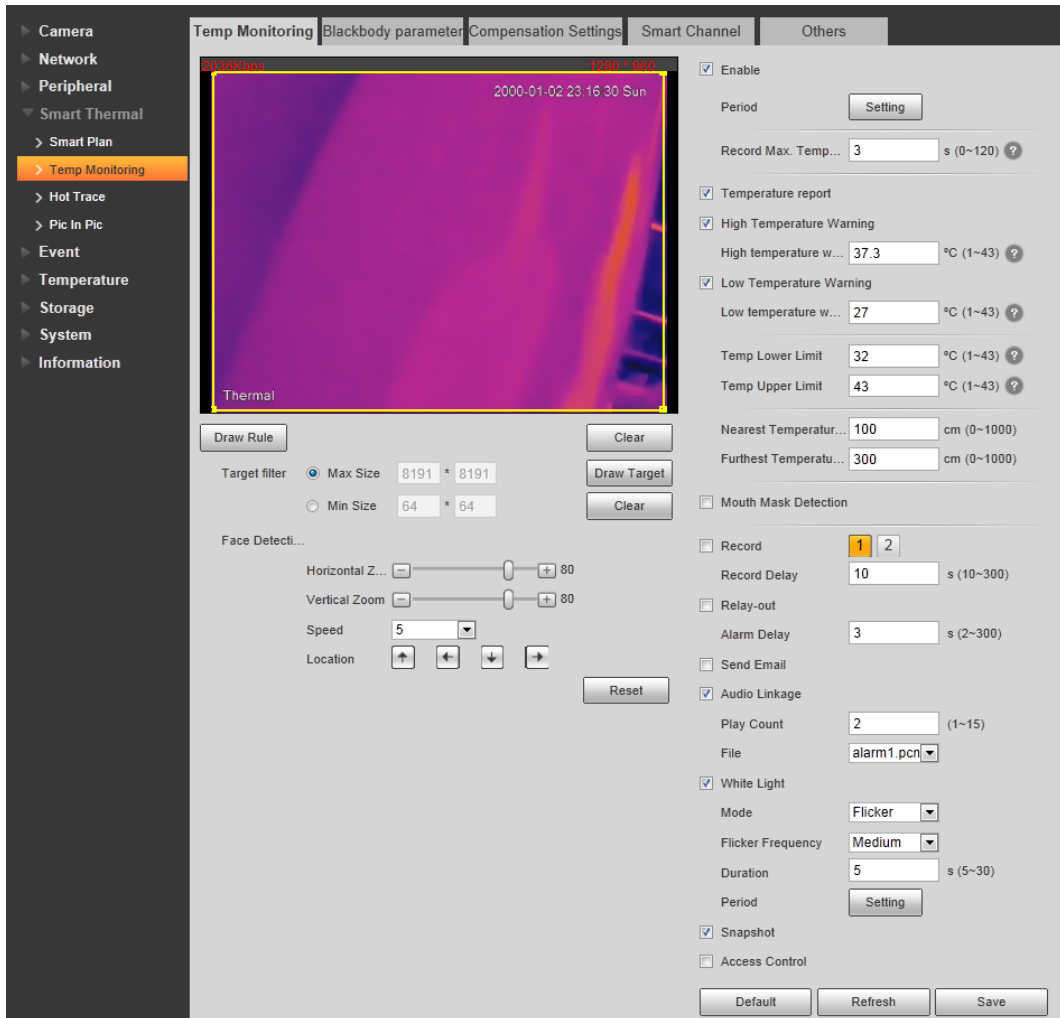 Camera
Network
Peripheral
Smart Thermal
Smart Plan
Temp Monitoring
Hot Trace
Pic In Pic
Event
Temperature
Storage
System
Information
Temp Monitoring
Blackbody parameter
Compensation Settings
Smart Channel
Others
2036Kbps
1280 * 960
2000-01-02 23:16:30 Sun
Thermal
Draw Rule
Clear
Target filter
Max Size 8191 * 8191
Draw Target
Min Size 64 * 64
Clear
Face Detecti...
Horizontal Z... - + 80
Vertical Zoom - + 80
Speed 5
Location
Reset
Enable
Period Setting
Record Max. Temp... 3 s (0~120) ?
Temperature report
High Temperature Warning
High temperature w... 37.3 °C (1~43) ?
Low Temperature Warning
Low temperature w... 27 °C (1~43) ?
Temp Lower Limit 32 °C (1~43) ?
Temp Upper Limit 43 °C (1~43) ?
Nearest Temperatur... 100 cm (0~1000)
Furthest Temperatu... 300 cm (0~1000)
Mouth Mask Detection
Record 1 2
Record Delay 10 s (10~300)
Relay-out
Alarm Delay 3 s (2~300)
Send Email
Audio Linkage
Play Count 2 (1~15)
File alarm1.pcn
White Light
Mode Flicker
Flicker Frequency Medium
Duration 5 s (5~30)
Period Setting
Snapshot
Access Control
Default Refresh Save